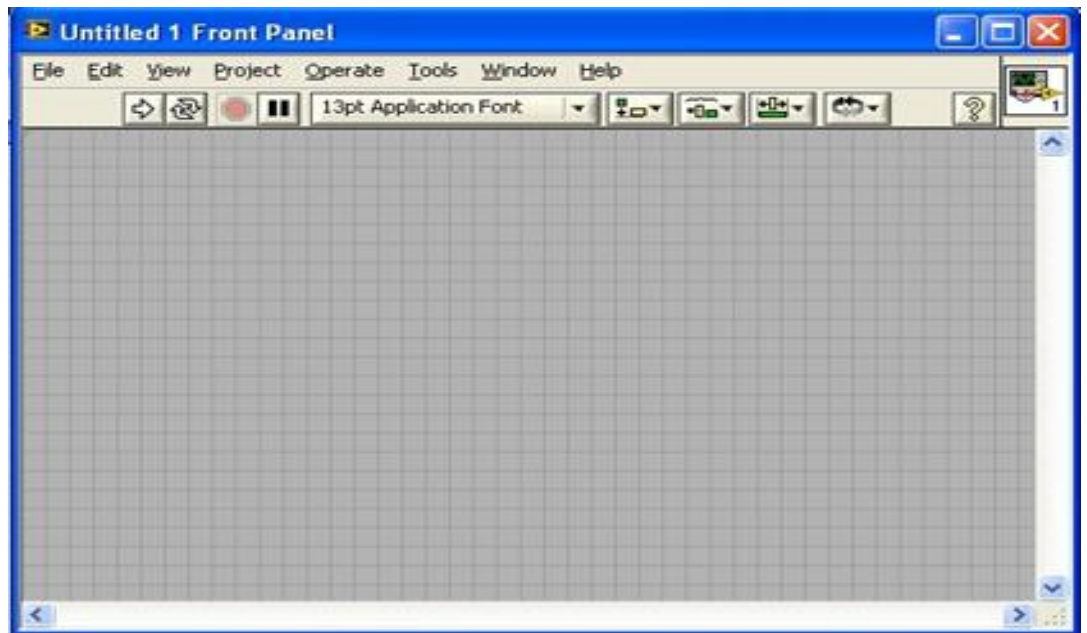 Untitled 1 Front Panel
File Edit View Project Operate Tools Window Help
13pt Application Font
?
1